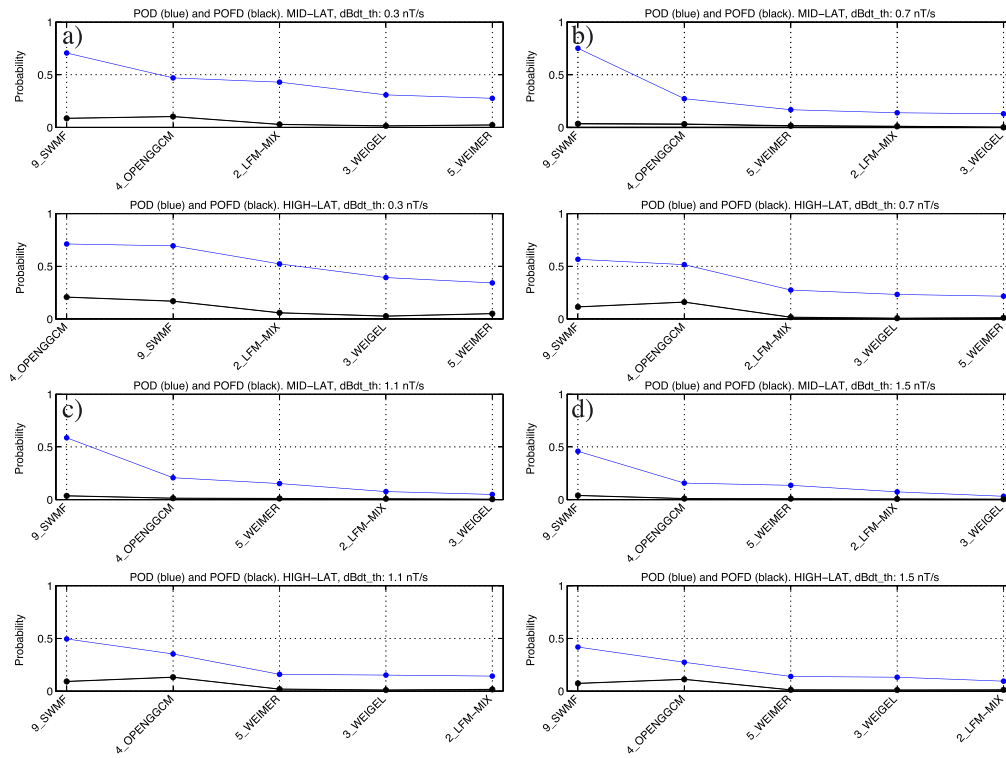 POD (blue) and POFD (black). MID−LAT, dBdt_th: 0.3 nT/s
a)
1
0.5
0
Probability
9_SWMF
4_OPENGGCM
2_LFM−MIX
3_WEIGEL
5_WEIMER
POD (blue) and POFD (black). MID−LAT, dBdt_th: 0.7 nT/s
b)
1
0.5
0
Probability
9_SWMF
4_OPENGGCM
5_WEIMER
2_LFM−MIX
3_WEIGEL
POD (blue) and POFD (black). HIGH−LAT, dBdt_th: 0.3 nT/s
1
0.5
0
Probability
4_OPENGGCM
9_SWMF
2_LFM−MIX
3_WEIGEL
5_WEIMER
POD (blue) and POFD (black). HIGH−LAT, dBdt_th: 0.7 nT/s
1
0.5
0
Probability
9_SWMF
4_OPENGGCM
2_LFM−MIX
3_WEIGEL
5_WEIMER
POD (blue) and POFD (black). MID−LAT, dBdt_th: 1.1 nT/s
c)
1
0.5
0
Probability
9_SWMF
4_OPENGGCM
5_WEIMER
2_LFM−MIX
3_WEIGEL
POD (blue) and POFD (black). MID−LAT, dBdt_th: 1.5 nT/s
d)
1
0.5
0
Probability
9_SWMF
4_OPENGGCM
5_WEIMER
2_LFM−MIX
3_WEIGEL
POD (blue) and POFD (black). HIGH−LAT, dBdt_th: 1.1 nT/s
1
0.5
0
Probability
9_SWMF
4_OPENGGCM
5_WEIMER
3_WEIGEL
2_LFM−MIX
POD (blue) and POFD (black). HIGH−LAT, dBdt_th: 1.5 nT/s
1
0.5
0
Probability
9_SWMF
4_OPENGGCM
5_WEIMER
3_WEIGEL
2_LFM−MIX